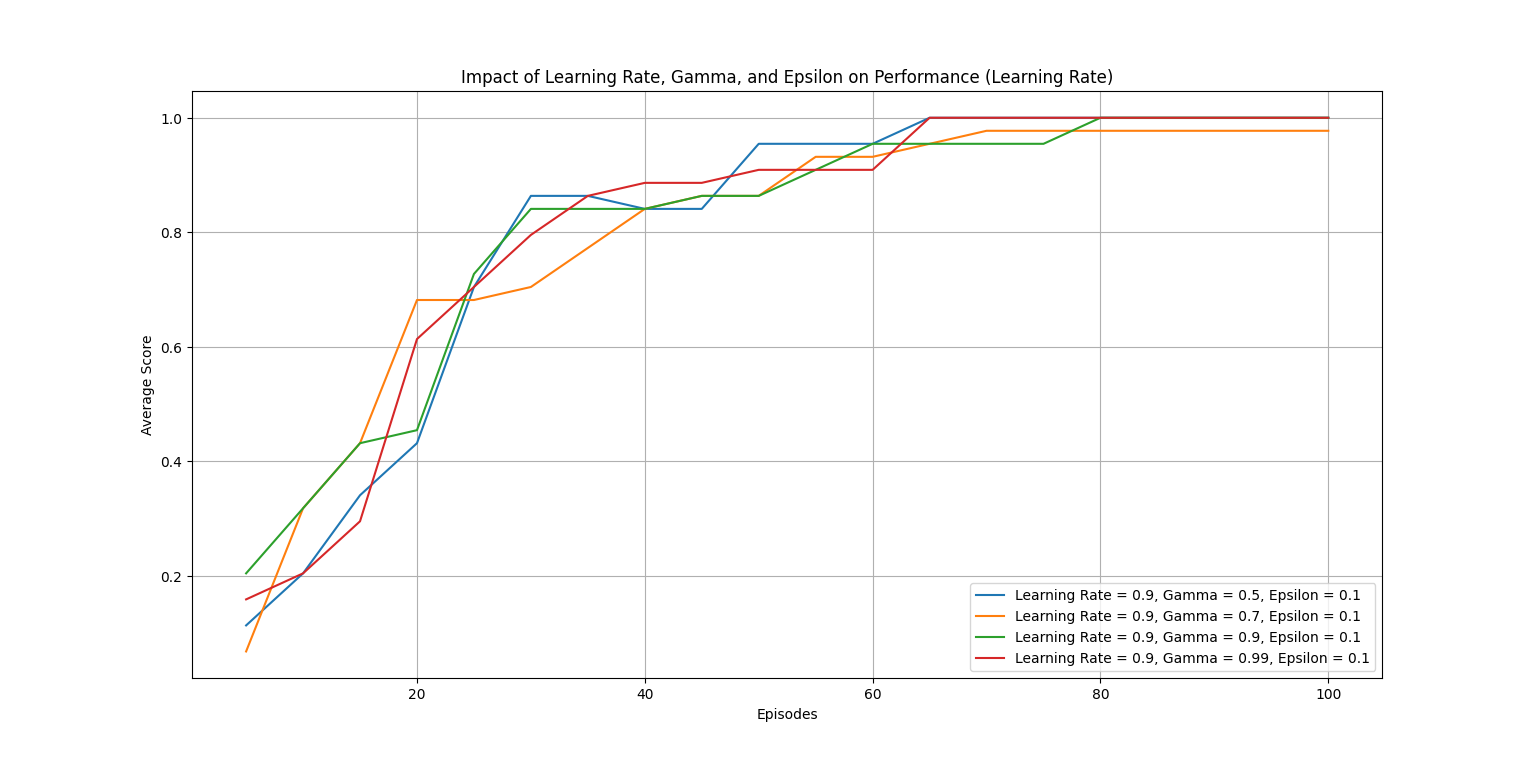 Impact of Learning Rate, Gamma, and Epsilon on Performance (Learning Rate)
1.0
0.8
0.6
0.4
0.2
Average Score
20 40 60 80 100
Episodes
Learning Rate = 0.9, Gamma = 0.5, Epsilon = 0.1
Learning Rate = 0.9, Gamma = 0.7, Epsilon = 0.1
Learning Rate = 0.9, Gamma = 0.9, Epsilon = 0.1
Learning Rate = 0.9, Gamma = 0.99, Epsilon = 0.1